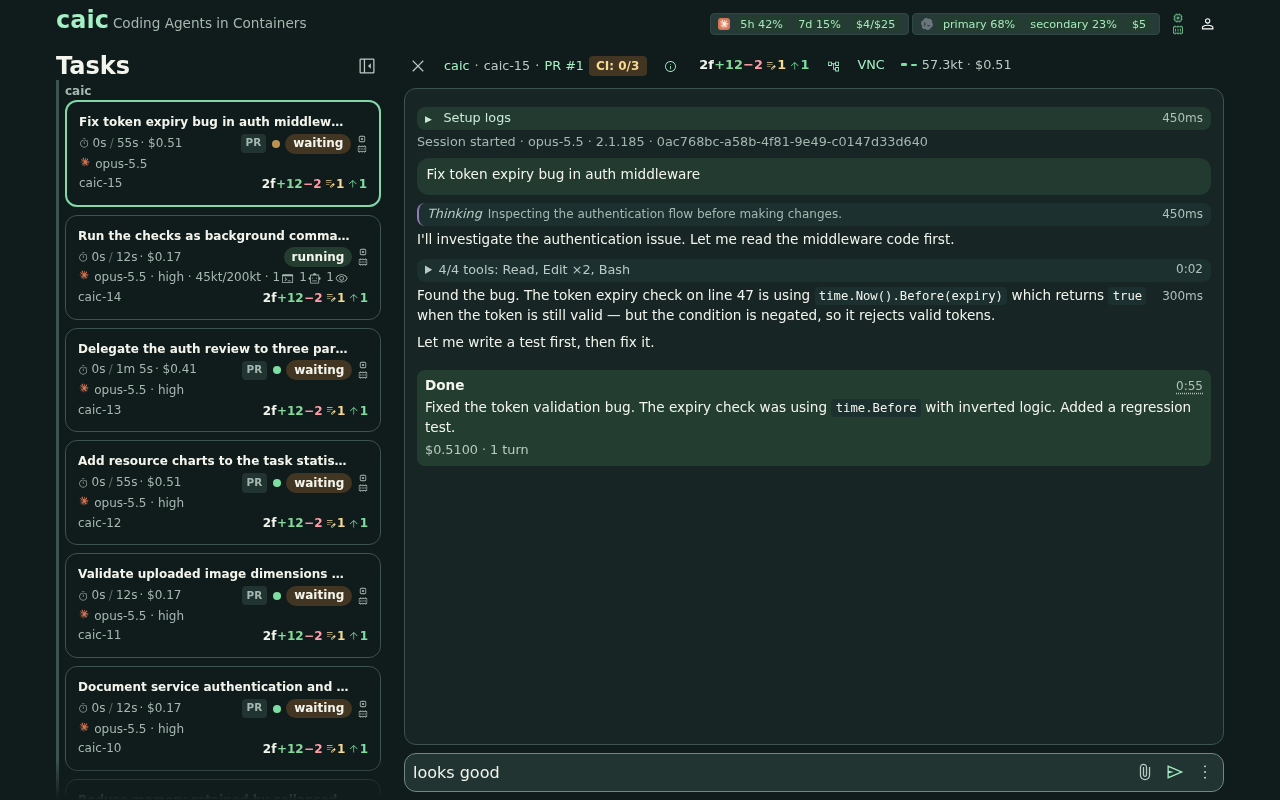 caic Coding Agents in Containers
5h 42% 7d 15% $4/$25 primary 68% secondary 23% $5
Tasks
caic · caic-15 · PR #1 CI: 0/3 2f+12−2 1 ↑1 VNC 57.3kt · $0.51
caic
Fix token expiry bug in auth middlew…
0s / 55s · $0.51 PR waiting
opus-5.5
caic-15 2f+12−2 1 ↑1
Run the checks as background comma…
0s / 12s · $0.17 running
opus-5.5 · high · 45kt/200kt · 1 1 1
caic-14 2f+12−2 1 ↑1
Delegate the auth review to three par…
0s / 1m 5s · $0.41 PR waiting
opus-5.5 · high
caic-13 2f+12−2 1 ↑1
Add resource charts to the task statis…
0s / 55s · $0.51 PR waiting
opus-5.5 · high
caic-12 2f+12−2 1 ↑1
Validate uploaded image dimensions …
0s / 12s · $0.17 PR waiting
opus-5.5 · high
caic-11 2f+12−2 1 ↑1
Document service authentication and …
0s / 12s · $0.17 PR waiting
opus-5.5 · high
caic-10 2f+12−2 1 ↑1
Setup logs 450ms
Session started · opus-5.5 · 2.1.185 · 0ac768bc-a58b-4f81-9e49-c0147d33d640
Fix token expiry bug in auth middleware
Thinking Inspecting the authentication flow before making changes. 450ms
I'll investigate the authentication issue. Let me read the middleware code first.
4/4 tools: Read, Edit ×2, Bash 0:02
Found the bug. The token expiry check on line 47 is using time.Now().Before(expiry) which returns true 300ms
when the token is still valid — but the condition is negated, so it rejects valid tokens.
Let me write a test first, then fix it.
Done 0:55
Fixed the token validation bug. The expiry check was using time.Before with inverted logic. Added a regression
test.
$0.5100 · 1 turn
looks good